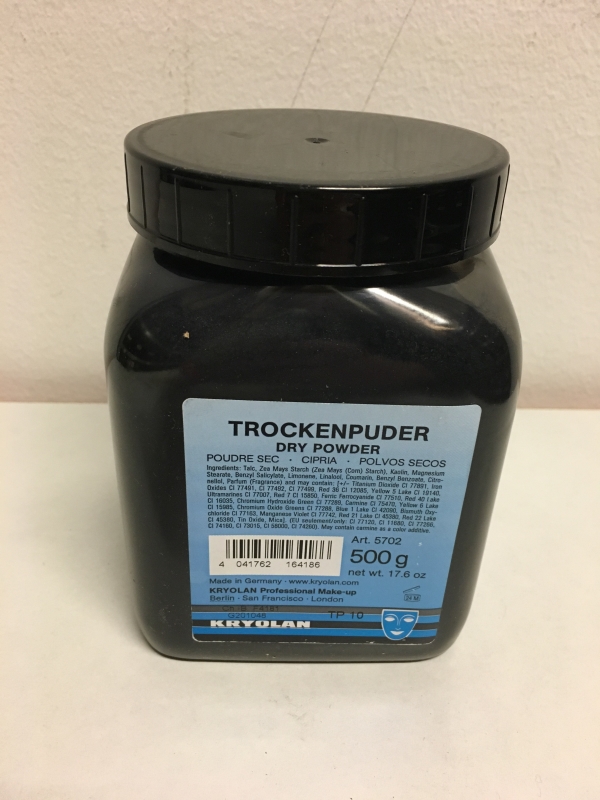 TROCKENPUDER
DRY POWDER
POUDRE SEC · CIPRIA · POLVOS SECOS
Ingredients: Talc, Zea Mays Starch (Zea Mays (Corn) Starch), Kaolin, Magnesium
Stearate, Benzyl Salicylate, Limonene, Linalool, Coumarin, Benzyl Benzoate, Citro-
nellol, Parfum (Fragrance) and may contain: [+/- Titanium Dioxide CI 77891, Iron
Oxides CI 77491, CI 77492, CI 77499, Red 36 CI 12085, Yellow 5 Lake CI 19140,
Ultramarines CI 77007, Red 7 CI 15850, Ferric Ferrocyanide CI 77510, Red 40 Lake
CI 16035, Chromium Hydroxide Green CI 77289, Carmine CI 75470, Yellow 6 Lake
CI 15985, Chromium Oxide Greens CI 77288, Blue 1 Lake CI 42090, Bismuth Oxy-
chloride CI 77163, Manganese Violet CI 77742, Red 21 Lake CI 45380, Red 22 Lake
CI 45380, Tin Oxide, Mica]. (EU seulement/only: CI 77120, CI 11680, CI 77266,
CI 74160, CI 73015, CI 58000, CI 74260). May contain carmine as a color additive.
Art. 5702
500 g
net wt. 17.6 oz
4 041762 164186
Made in Germany · www.kryolan.com
KRYOLAN Professional Make-up
Berlin · San Francisco · London
TP 10
KRYOLAN